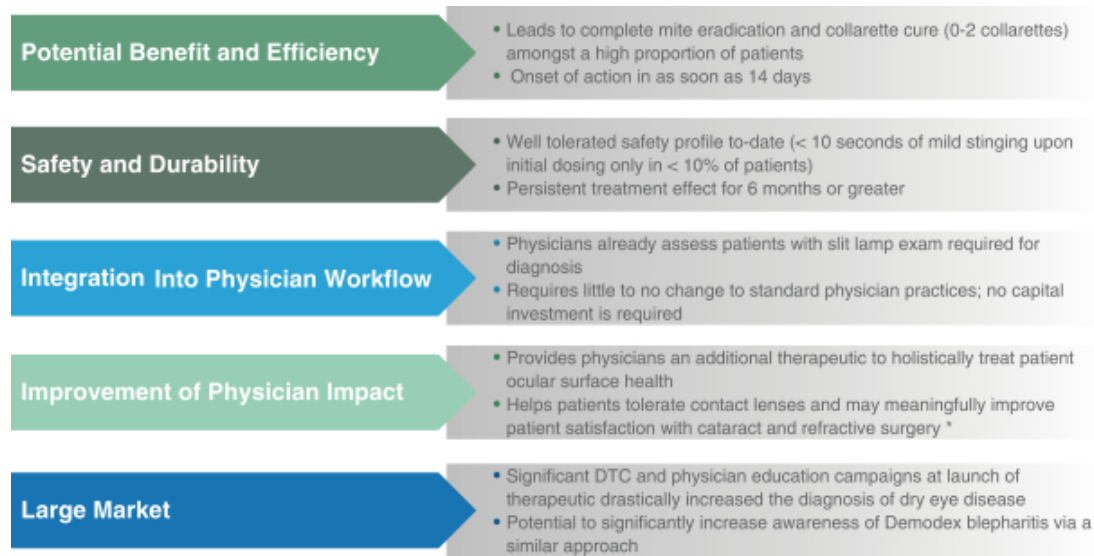 Potential Benefit and Efficiency
• Leads to complete mite eradication and collarette cure (0-2 collarettes)
amongst a high proportion of patients
• Onset of action in as soon as 14 days
Safety and Durability
• Well tolerated safety profile to-date (< 10 seconds of mild stinging upon
initial dosing only in < 10% of patients)
• Persistent treatment effect for 6 months or greater
Integration Into Physician Workflow
• Physicians already assess patients with slit lamp exam required for
diagnosis
• Requires little to no change to standard physician practices; no capital
investment is required
Improvement of Physician Impact
• Provides physicians an additional therapeutic to holistically treat patient
ocular surface health
• Helps patients tolerate contact lenses and may meaningfully improve
patient satisfaction with cataract and refractive surgery *
Large Market
• Significant DTC and physician education campaigns at launch of
therapeutic drastically increased the diagnosis of dry eye disease
• Potential to significantly increase awareness of Demodex blepharitis via a
similar approach